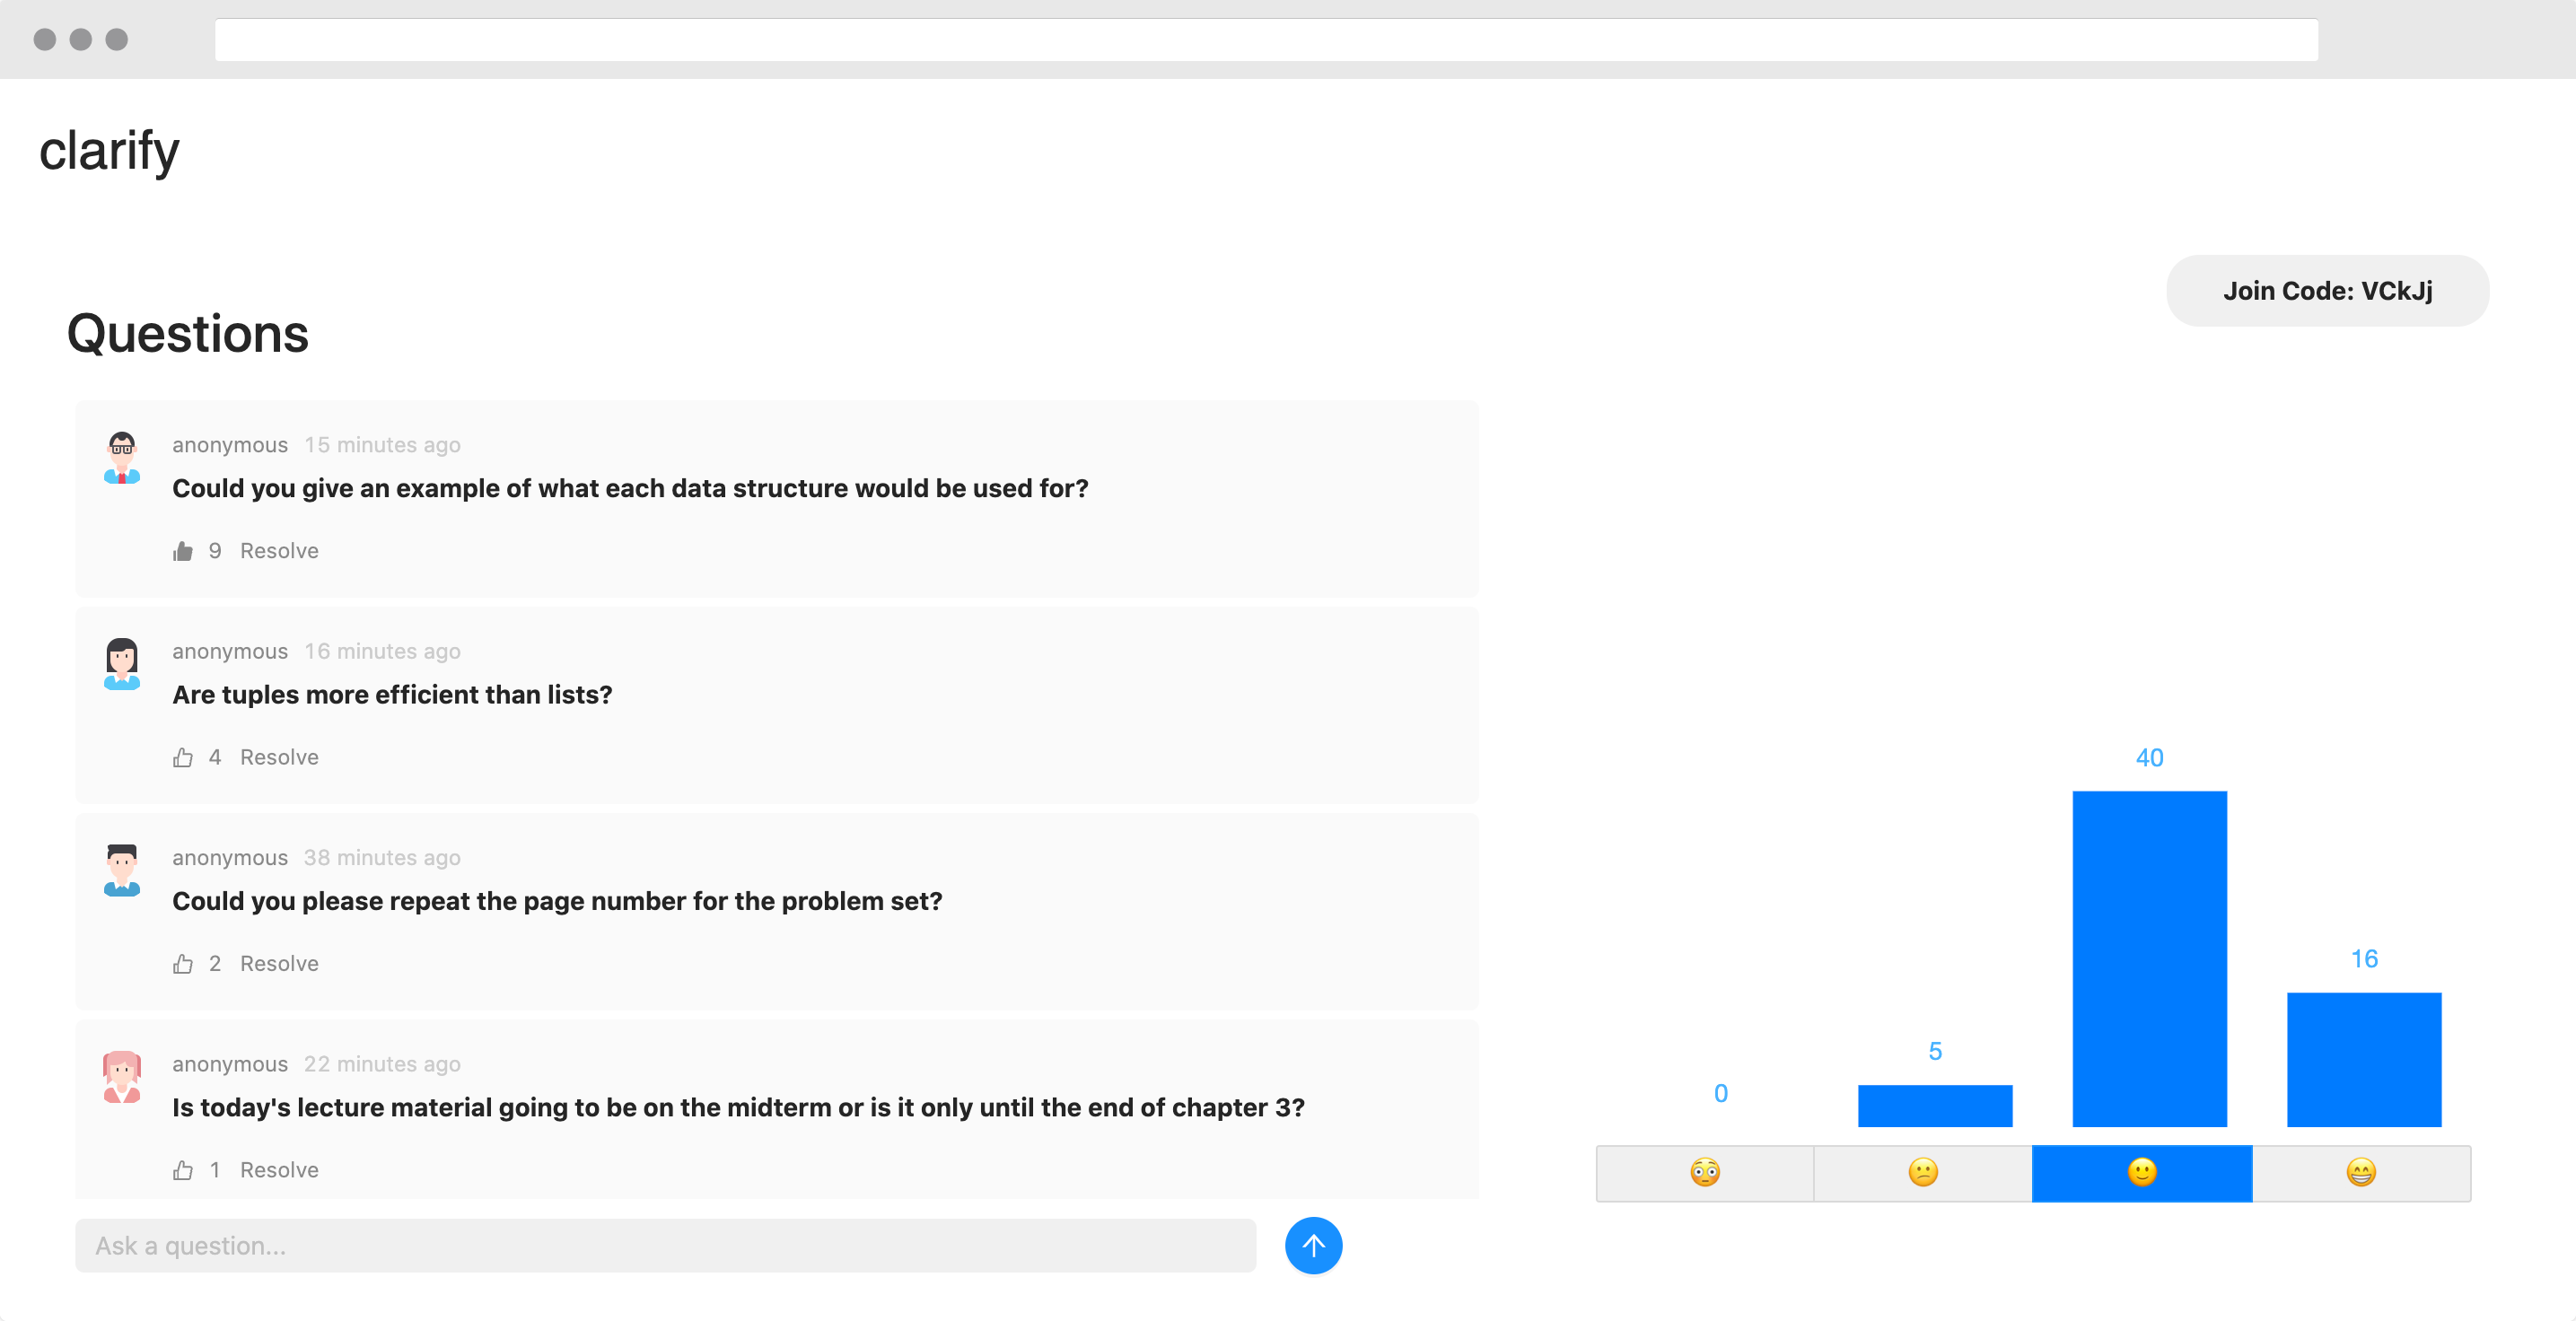 clarify
Join Code: VCkJj
Questions
anonymous 15 minutes ago
Could you give an example of what each data structure would be used for?
9 Resolve
anonymous 16 minutes ago
Are tuples more efficient than lists?
4 Resolve
anonymous 38 minutes ago
Could you please repeat the page number for the problem set?
2 Resolve
anonymous 22 minutes ago
Is today's lecture material going to be on the midterm or is it only until the end of chapter 3?
1 Resolve
Ask a question...
0
5
40
16